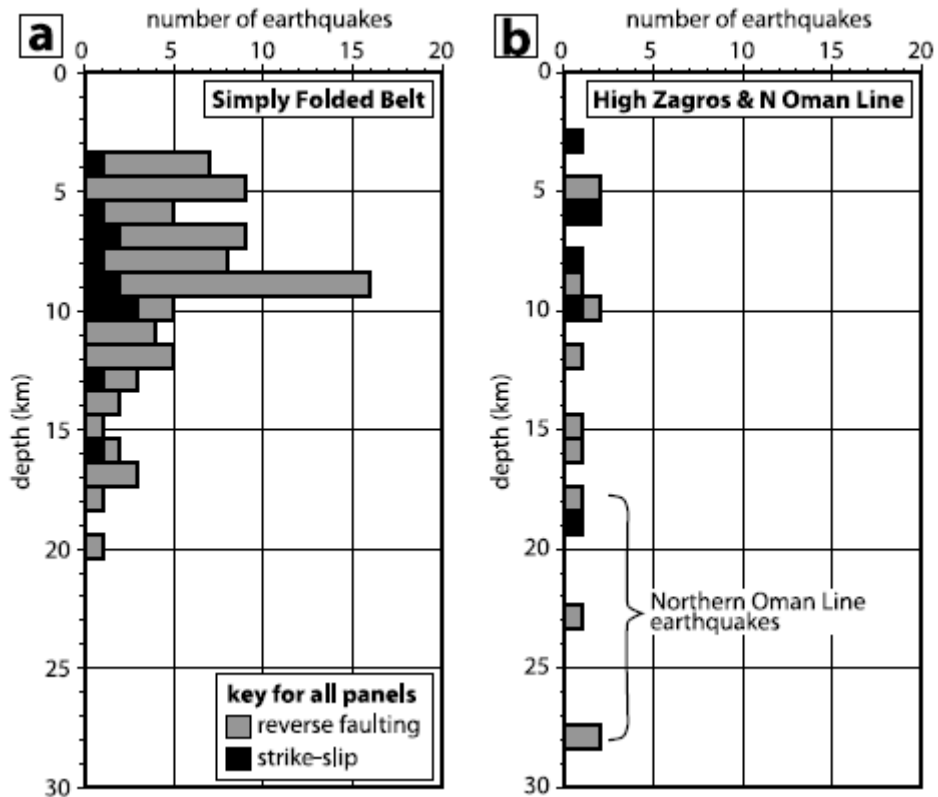 a
number of earthquakes
0 5 10 15 20
Simply Folded Belt
0
5
10
15
20
25
30
depth (km)
key for all panels
reverse faulting
strike-slip
b
number of earthquakes
0 5 10 15 20
High Zagros & N Oman Line
0
5
10
15
20
25
30
depth (km)
Northern Oman Line
earthquakes